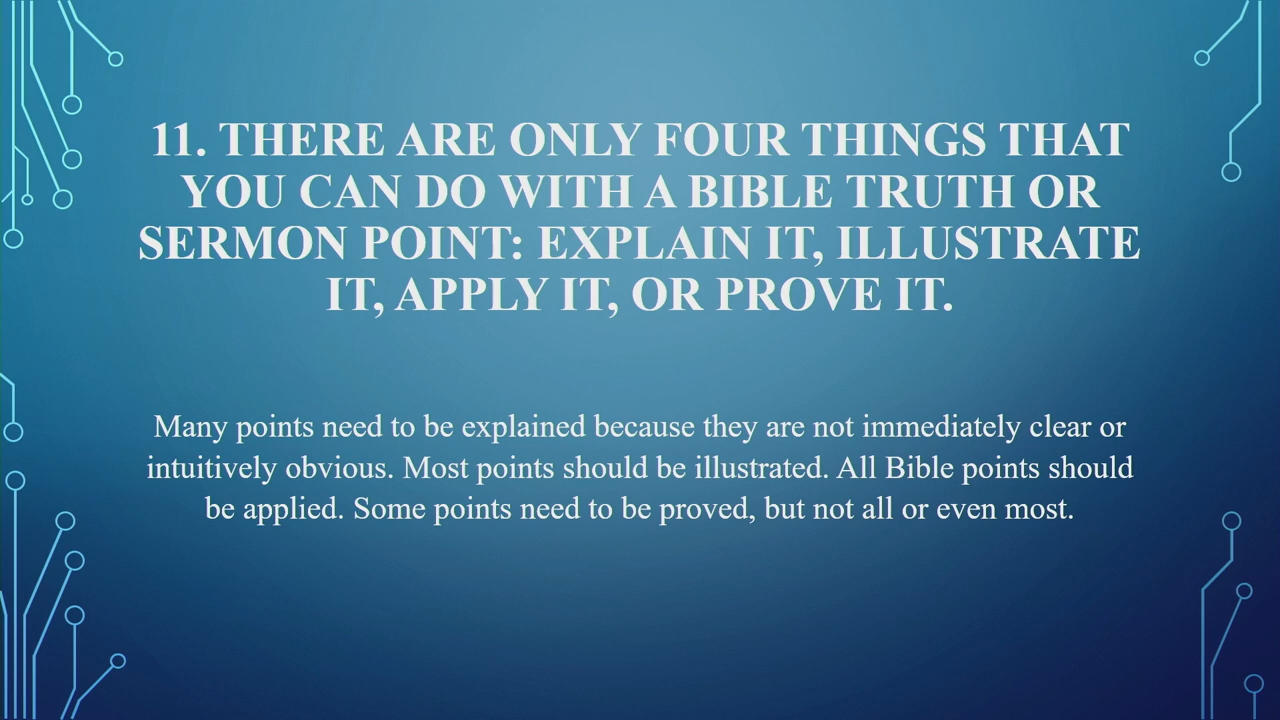 11. THERE ARE ONLY FOUR THINGS THAT
YOU CAN DO WITH A BIBLE TRUTH OR
SERMON POINT: EXPLAIN IT, ILLUSTRATE
IT, APPLY IT, OR PROVE IT.
Many points need to be explained because they are not immediately clear or
intuitively obvious. Most points should be illustrated. All Bible points should
be applied. Some points need to be proved, but not all or even most.